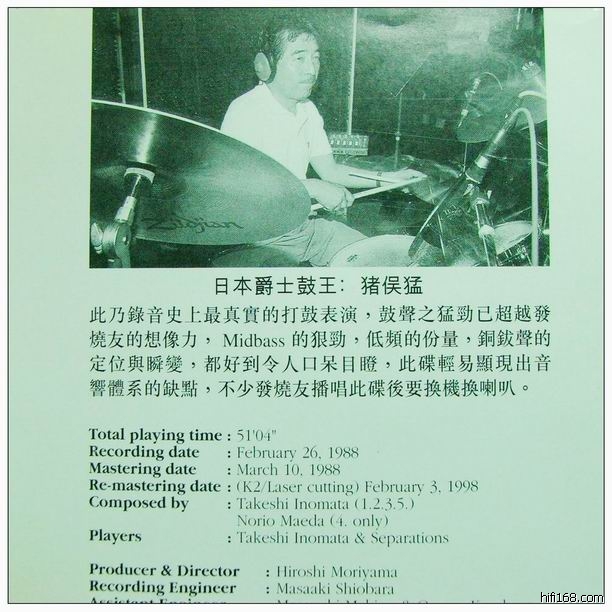 Zildjian
日本爵士鼓王：猪俣猛
此乃錄音史上最真實的打鼓表演，鼓聲之猛勁已超越發
燒友的想像力，Midbass 的狠勁，低頻的份量，銅鈸聲的
定位與瞬變，都好到令人口呆目瞪，此碟輕易顯現出音
響體系的缺點，不少發燒友播唱此碟後要換機換喇叭。
Total playing time : 51'04"
Recording date : February 26, 1988
Mastering date : March 10, 1988
Re-mastering date : (K2/Laser cutting) February 3, 1998
Composed by : Takeshi Inomata (1.2.3.5.)
Norio Maeda (4. only)
Players : Takeshi Inomata & Separations
Producer & Director : Hiroshi Moriyama
Recording Engineer : Masaaki Shiobara
Assistant Engineer :
hifi168.com